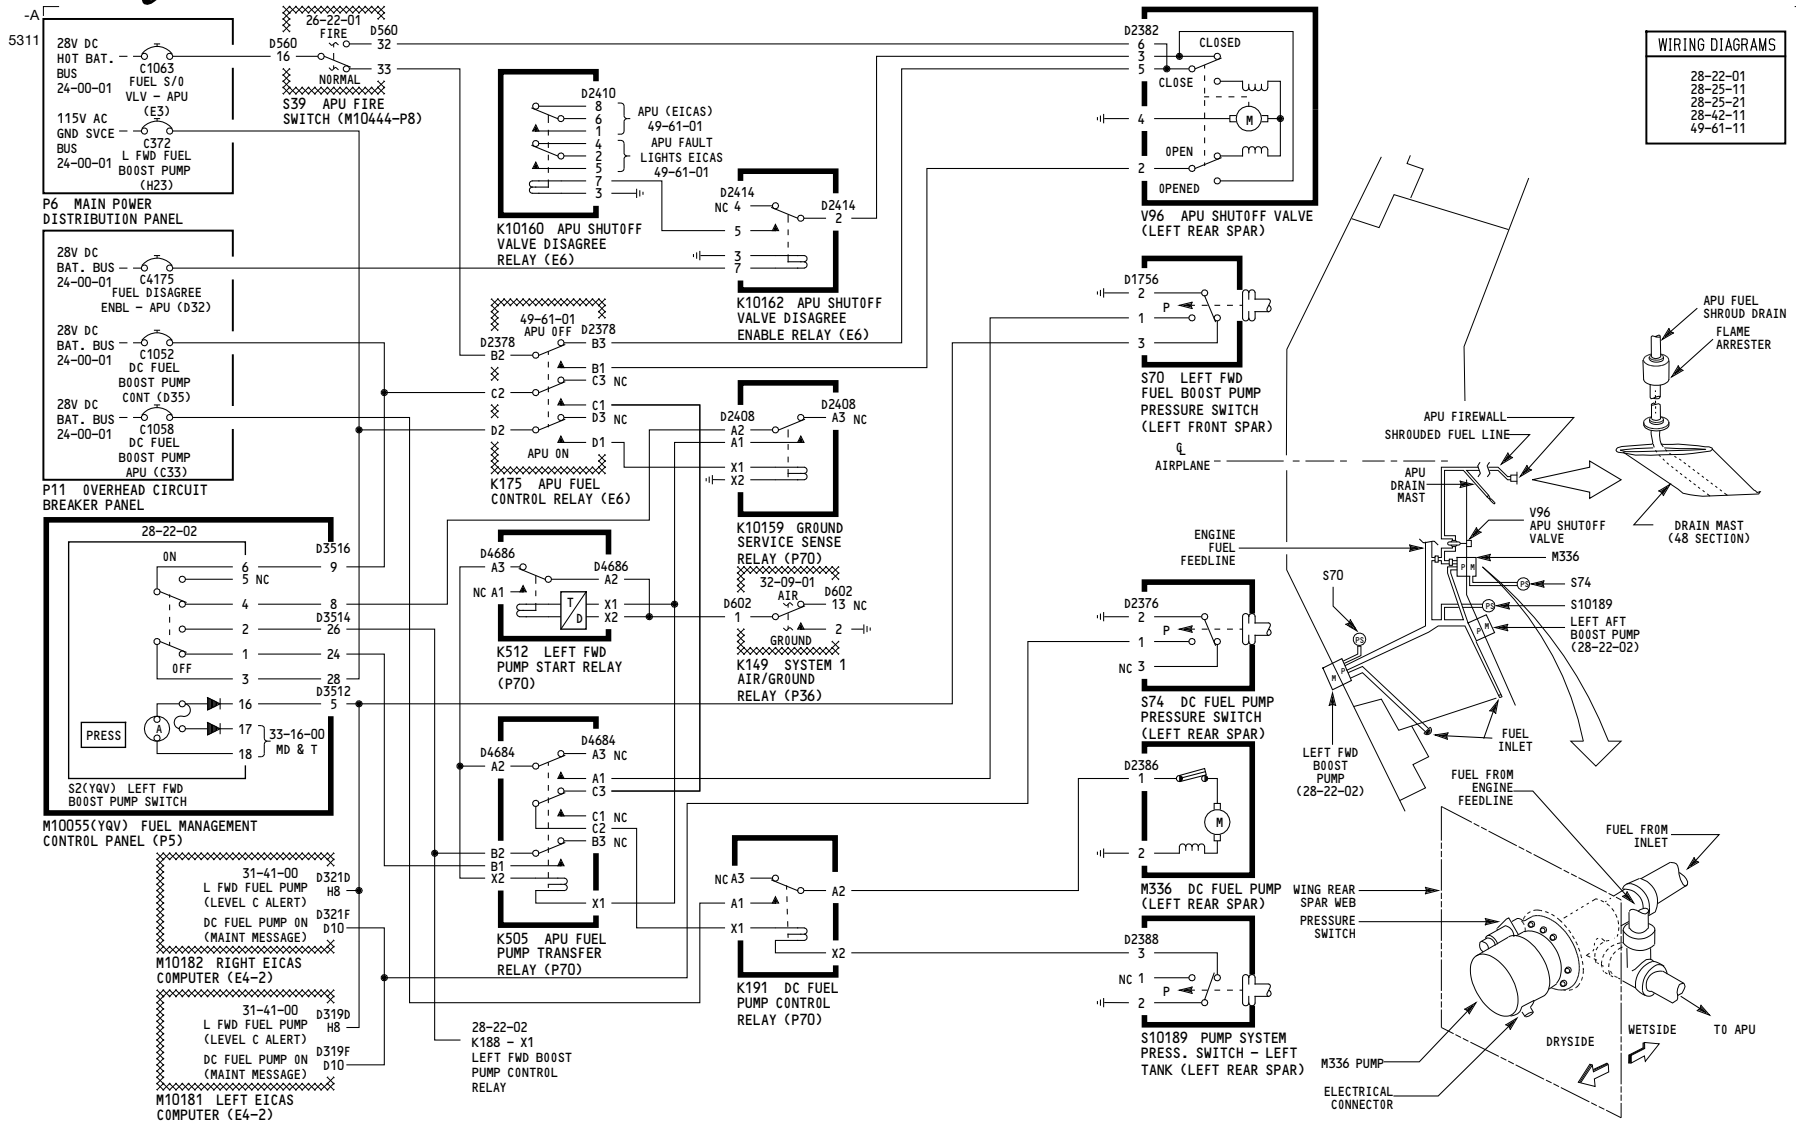 -A
5311
28V DC
HOT BAT.
BUS
24-00-01
C1063
FUEL S/O
VLV - APU
(E3)
115V AC
GND SVCE
BUS
24-00-01
C372
L FWD FUEL
BOOST PUMP
(H23)
P6 MAIN POWER
DISTRIBUTION PANEL
28V DC
BAT. BUS
24-00-01
C4175
FUEL DISAGREE
ENBL - APU (D32)
28V DC
BAT. BUS
24-00-01
C1052
DC FUEL
BOOST PUMP
CONT (D35)
28V DC
BAT. BUS
24-00-01
C1058
DC FUEL
BOOST PUMP
APU (C33)
P11 OVERHEAD CIRCUIT
BREAKER PANEL
28-22-02
ON
6
5 NC
4
2
1
OFF
3
16
17
18
PRESS
A
33-16-00
MD & T
D3516
9
8
D3514
26
24
28
D3512
5
S2(YQV) LEFT FWD
BOOST PUMP SWITCH
M10055(YQV) FUEL MANAGEMENT
CONTROL PANEL (P5)
31-41-00
L FWD FUEL PUMP
(LEVEL C ALERT)
DC FUEL PUMP ON
(MAINT MESSAGE)
D321D
H8
D321F
D10
M10182 RIGHT EICAS
COMPUTER (E4-2)
31-41-00
L FWD FUEL PUMP
(LEVEL C ALERT)
DC FUEL PUMP ON
(MAINT MESSAGE)
D319D
H8
D319F
D10
M10181 LEFT EICAS
COMPUTER (E4-2)
D560
16
26-22-01
FIRE
NORMAL
D560
32
33
S39 APU FIRE
SWITCH (M10444-P8)
D2410
8
6
1
4
2
5
7
3
APU (EICAS)
49-61-01
APU FAULT
LIGHTS EICAS
49-61-01
K10160 APU SHUTOFF
VALVE DISAGREE
RELAY (E6)
D2414
NC 4
5
3
7
D2414
2
K10162 APU SHUTOFF
VALVE DISAGREE
ENABLE RELAY (E6)
49-61-01
APU OFF
D2378
B2
C2
D2
D2378
B3
B1
C3 NC
C1
D3 NC
D1
APU ON
K175 APU FUEL
CONTROL RELAY (E6)
D2408
A2
A1
X1
X2
D2408
A3 NC
K10159 GROUND
SERVICE SENSE
RELAY (P70)
D4686
A3
NC A1
D4686
A2
T
D
X1
X2
K512 LEFT FWD
PUMP START RELAY
(P70)
32-09-01
AIR
D602
1
D602
13 NC
2
GROUND
K149 SYSTEM 1
AIR/GROUND
RELAY (P36)
D4684
A2
B2
B1
X2
D4684
A3 NC
A1
C3
C1 NC
C2
B3 NC
X1
K505 APU FUEL
PUMP TRANSFER
RELAY (P70)
NC A3
A1
X1
A2
X2
K191 DC FUEL
PUMP CONTROL
RELAY (P70)
28-22-02
K188 - X1
LEFT FWD BOOST
PUMP CONTROL
RELAY
D2382
6
3
5
4
2
CLOSED
CLOSE
M
OPEN
OPENED
V96 APU SHUTOFF VALVE
(LEFT REAR SPAR)
D1756
2
1
3
P
S70 LEFT FWD
FUEL BOOST PUMP
PRESSURE SWITCH
(LEFT FRONT SPAR)
D2376
2
1
NC 3
P
S74 DC FUEL PUMP
PRESSURE SWITCH
(LEFT REAR SPAR)
D2386
1
2
M
M336 DC FUEL PUMP
(LEFT REAR SPAR)
D2388
3
NC 1
2
P
S10189 PUMP SYSTEM
PRESS. SWITCH - LEFT
TANK (LEFT REAR SPAR)
WIRING DIAGRAMS
28-22-01
28-25-11
28-25-21
28-42-11
49-61-11
APU FUEL
SHROUD DRAIN
FLAME
ARRESTER
APU FIREWALL
SHROUDED FUEL LINE
CL
AIRPLANE
APU
DRAIN
MAST
DRAIN MAST
(48 SECTION)
V96
APU SHUTOFF
VALVE
ENGINE
FUEL
FEEDLINE
M336
P M
PS
S74
S70
PS
PS
S10189
P M
LEFT AFT
BOOST PUMP
(28-22-02)
M P
LEFT FWD
BOOST
PUMP
(28-22-02)
FUEL
INLET
FUEL FROM
ENGINE
FEEDLINE
FUEL FROM
INLET
WING REAR
SPAR WEB
PRESSURE
SWITCH
TO APU
WETSIDE
DRYSIDE
M336 PUMP
ELECTRICAL
CONNECTOR